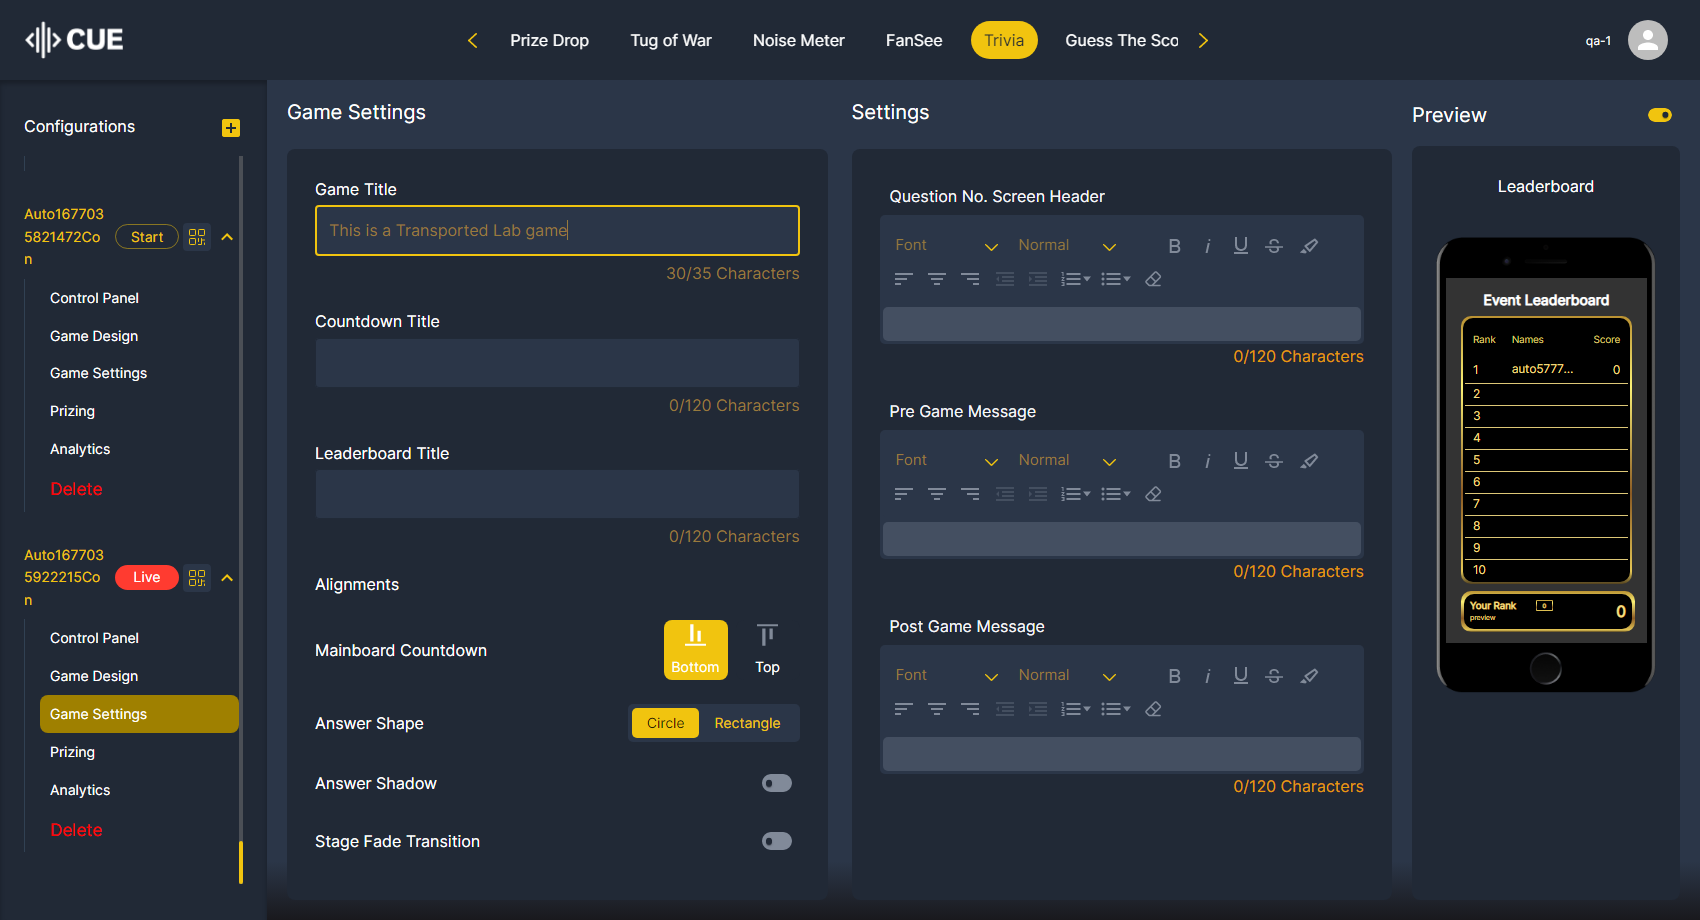 CUE
Prize Drop
Tug of War
Noise Meter
FanSee
Trivia
Guess The Sco
qa-1
Configurations
Auto167703
5821472Co
n
Start
Control Panel
Game Design
Game Settings
Prizing
Analytics
Delete
Auto167703
5922215Co
n
Live
Control Panel
Game Design
Game Settings
Prizing
Analytics
Delete
Game Settings
Game Title
This is a Transported Lab game
30/35 Characters
Countdown Title
0/120 Characters
Leaderboard Title
0/120 Characters
Alignments
Mainboard Countdown
Bottom
Top
Answer Shape
Circle
Rectangle
Answer Shadow
Stage Fade Transition
Settings
Question No. Screen Header
Font
Normal
0/120 Characters
Pre Game Message
Font
Normal
0/120 Characters
Post Game Message
Font
Normal
0/120 Characters
Preview
Leaderboard
Event Leaderboard
Rank Names Score
1 auto5777... 0
2
3
4
5
6
7
8
9
10
Your Rank 0 0
preview